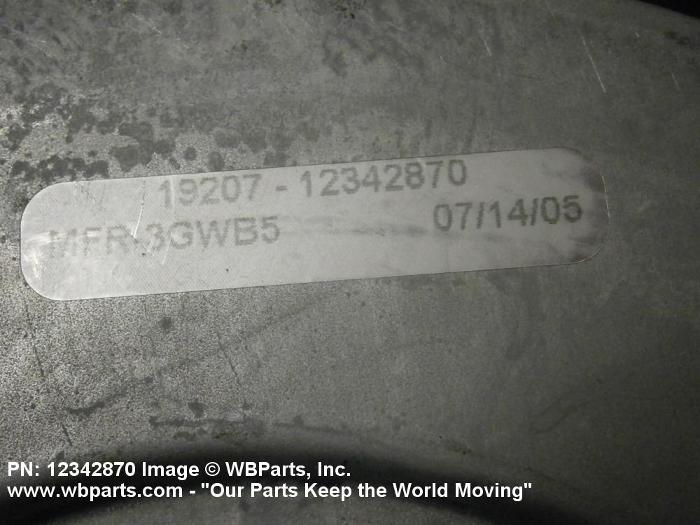 19207 - 12342870
MFR-3GWB5 07/14/05
PN: 12342870 Image © WBParts, Inc.
www.wbparts.com - "Our Parts Keep the World Moving"